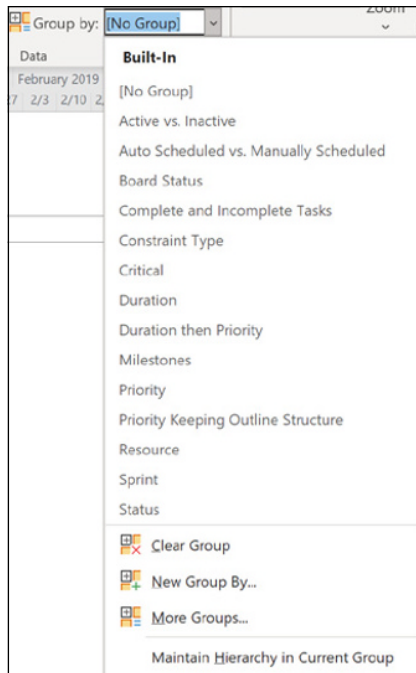 Group by: [No Group]
Zoom
Data
February 2019
27 2/3 2/10 2
Built-In
[No Group]
Active vs. Inactive
Auto Scheduled vs. Manually Scheduled
Board Status
Complete and Incomplete Tasks
Constraint Type
Critical
Duration
Duration then Priority
Milestones
Priority
Priority Keeping Outline Structure
Resource
Sprint
Status
Clear Group
New Group By...
More Groups...
Maintain Hierarchy in Current Group